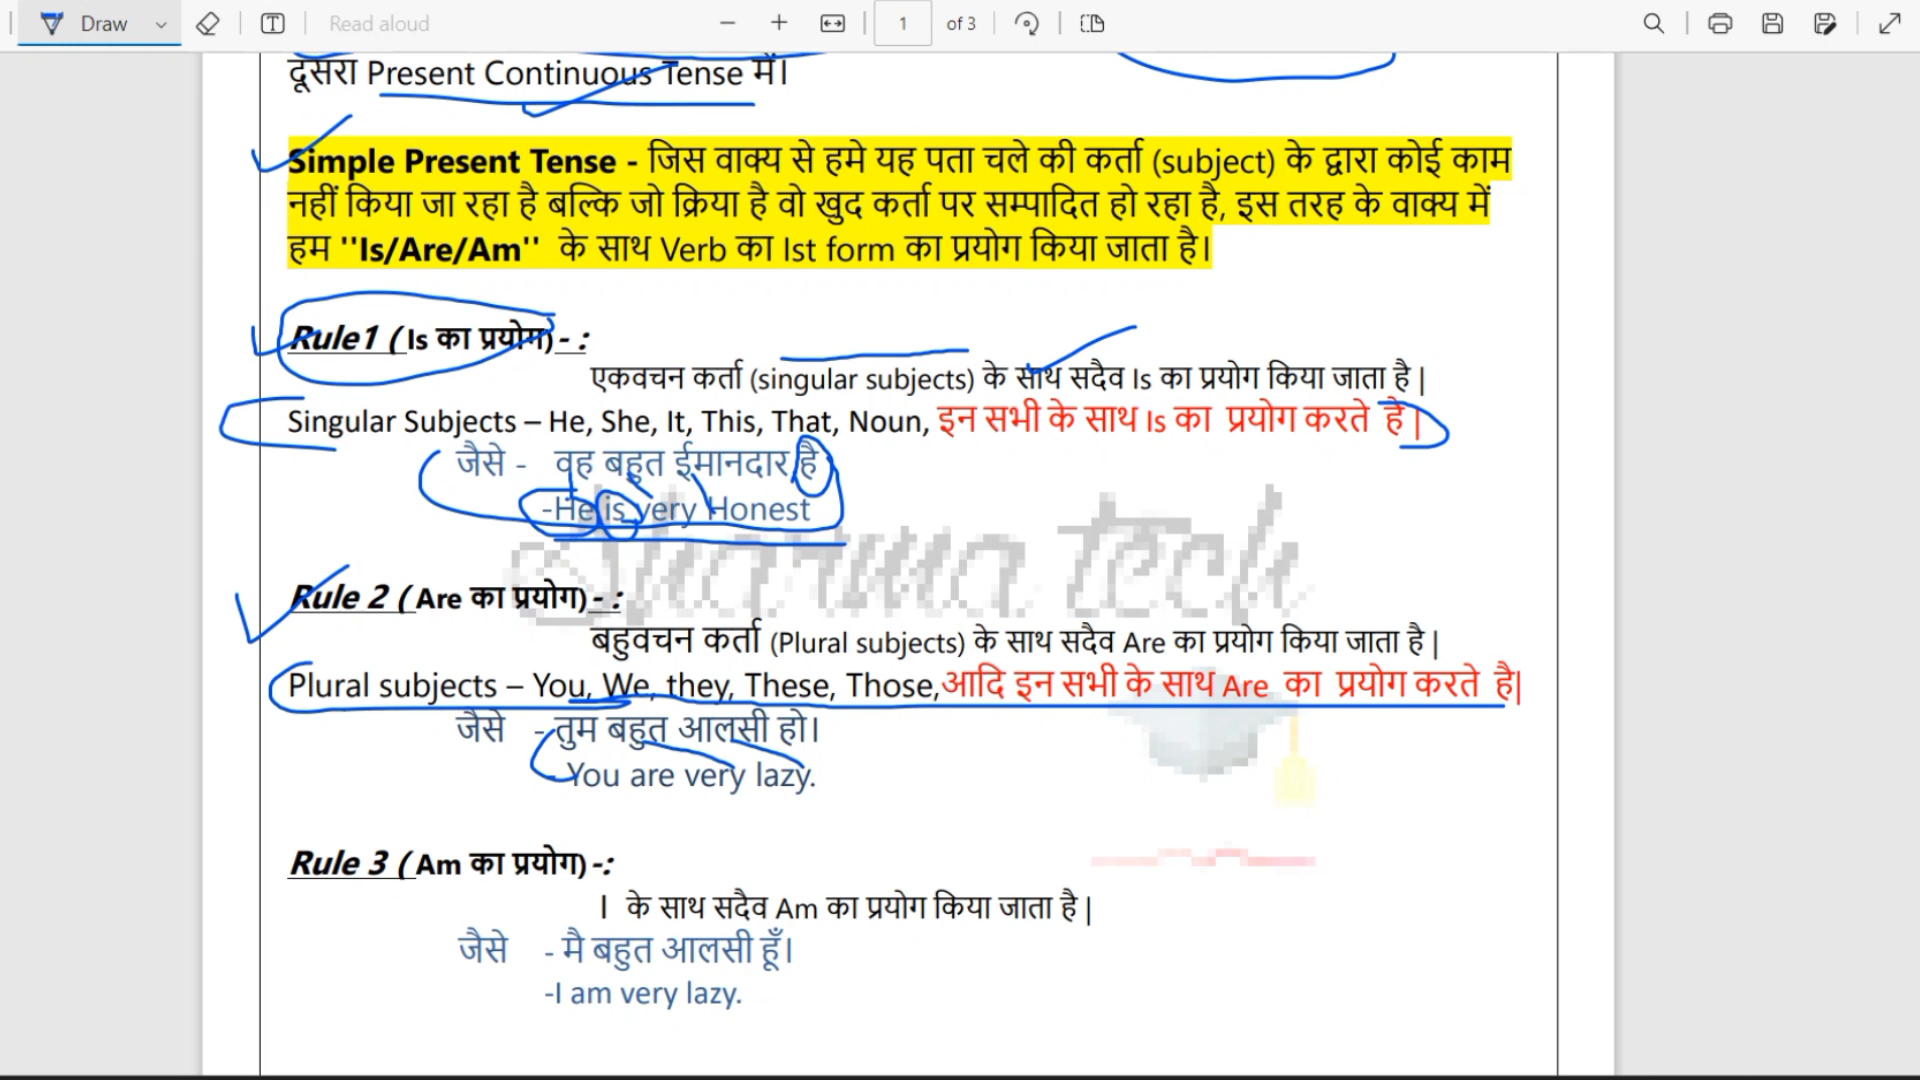 Draw
Read aloud
1
of 3
दूसरा Present Continuous Tense में।
Simple Present Tense - जिस वाक्य से हमे यह पता चले की कर्ता (subject) के द्वारा कोई काम
नहीं किया जा रहा है बल्कि जो क्रिया है वो खुद कर्ता पर सम्पादित हो रहा है, इस तरह के वाक्य में
हम ''Is/Are/Am'' के साथ Verb का Ist form का प्रयोग किया जाता है।
Rule1 ( Is का प्रयोग) - :
एकवचन कर्ता (singular subjects) के साथ सदैव Is का प्रयोग किया जाता है |
Singular Subjects – He, She, It, This, That, Noun, इन सभी के साथ Is का प्रयोग करते है |
जैसे - वह बहुत ईमानदार है
-He is very Honest
Sharma tech
Rule 2 ( Are का प्रयोग) - :
बहुवचन कर्ता (Plural subjects) के साथ सदैव Are का प्रयोग किया जाता है |
Plural subjects – You, We, they, These, Those,आदि इन सभी के साथ Are का प्रयोग करते है|
जैसे - तुम बहुत आलसी हो।
- You are very lazy.
Rule 3 ( Am का प्रयोग) -:
I के साथ सदैव Am का प्रयोग किया जाता है |
जैसे - मै बहुत आलसी हूँ।
-I am very lazy.